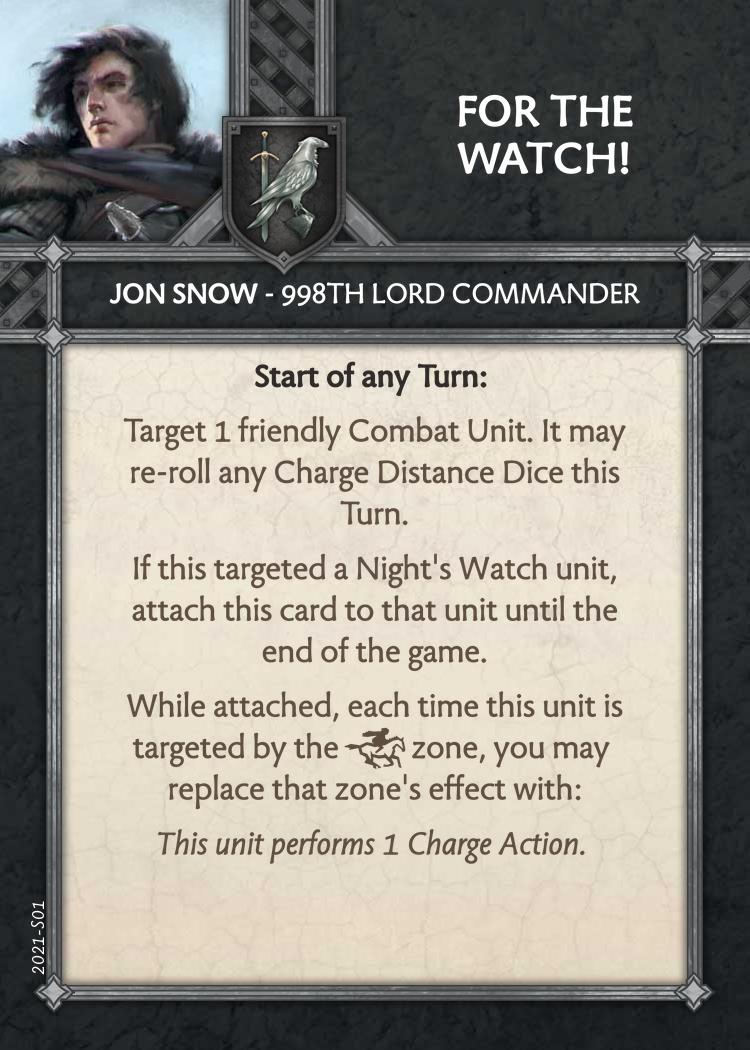 FOR THE
WATCH!
JON SNOW - 998TH LORD COMMANDER
Start of any Turn:
Target 1 friendly Combat Unit. It may
re-roll any Charge Distance Dice this
Turn.
If this targeted a Night's Watch unit,
attach this card to that unit until the
end of the game.
While attached, each time this unit is
targeted by the zone, you may
replace that zone's effect with:
This unit performs 1 Charge Action.
2021-S01